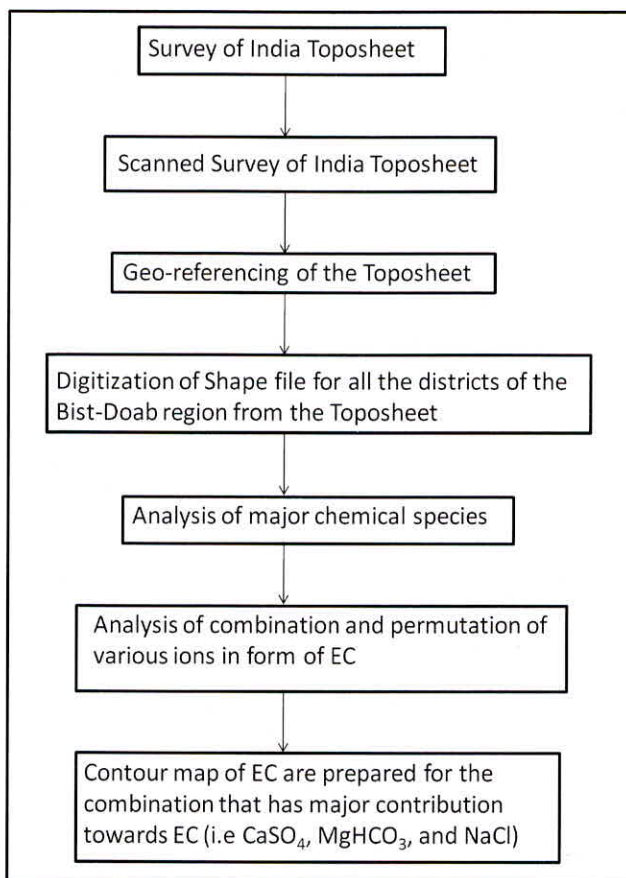 Survey of India Toposheet
Scanned Survey of India Toposheet
Geo-referencing of the Toposheet
Digitization of Shape file for all the districts of the
Bist-Doab region from the Toposheet
Analysis of major chemical species
Analysis of combination and permutation of
various ions in form of EC
Contour map of EC are prepared for the
combination that has major contribution
towards EC (i.e CaSO₄, MgHCO₃, and NaCl)